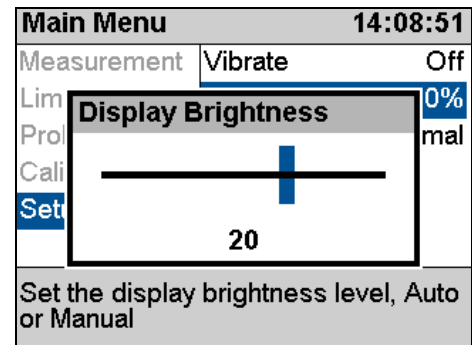 Main Menu 14:08:51
Measurement Vibrate Off
Lim 0%
Display Brightness
Pro mal
Cali
Setu
20
Set the display brightness level, Auto
or Manual